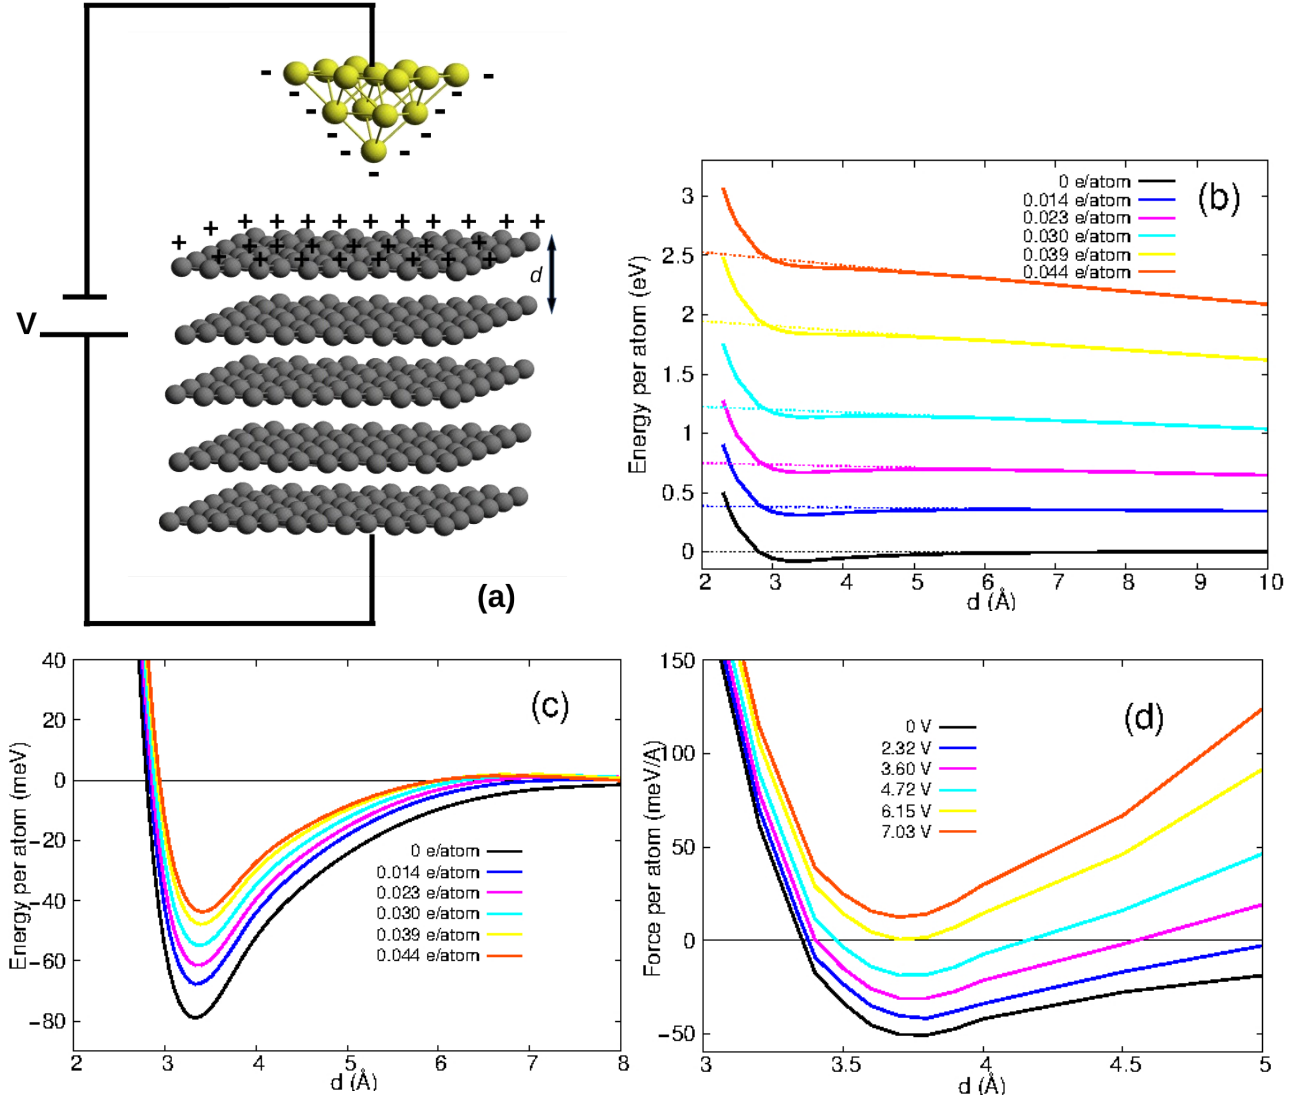 V
d
(a)
Energy per atom (eV)
3
2.5
2
1.5
1
0.5
0
0 e/atom
0.014 e/atom
0.023 e/atom
0.030 e/atom
0.039 e/atom
0.044 e/atom
(b)
2 3 4 5 6 7 8 9 10
d (Å)
Energy per atom (meV)
40
20
0
−20
−40
−60
−80
(c)
0 e/atom
0.014 e/atom
0.023 e/atom
0.030 e/atom
0.039 e/atom
0.044 e/atom
2 3 4 5 6 7 8
d (Å)
Force per atom (meV/A)
150
100
50
0
−50
(d)
0 V
2.32 V
3.60 V
4.72 V
6.15 V
7.03 V
3 3.5 4 4.5 5
d (Å)